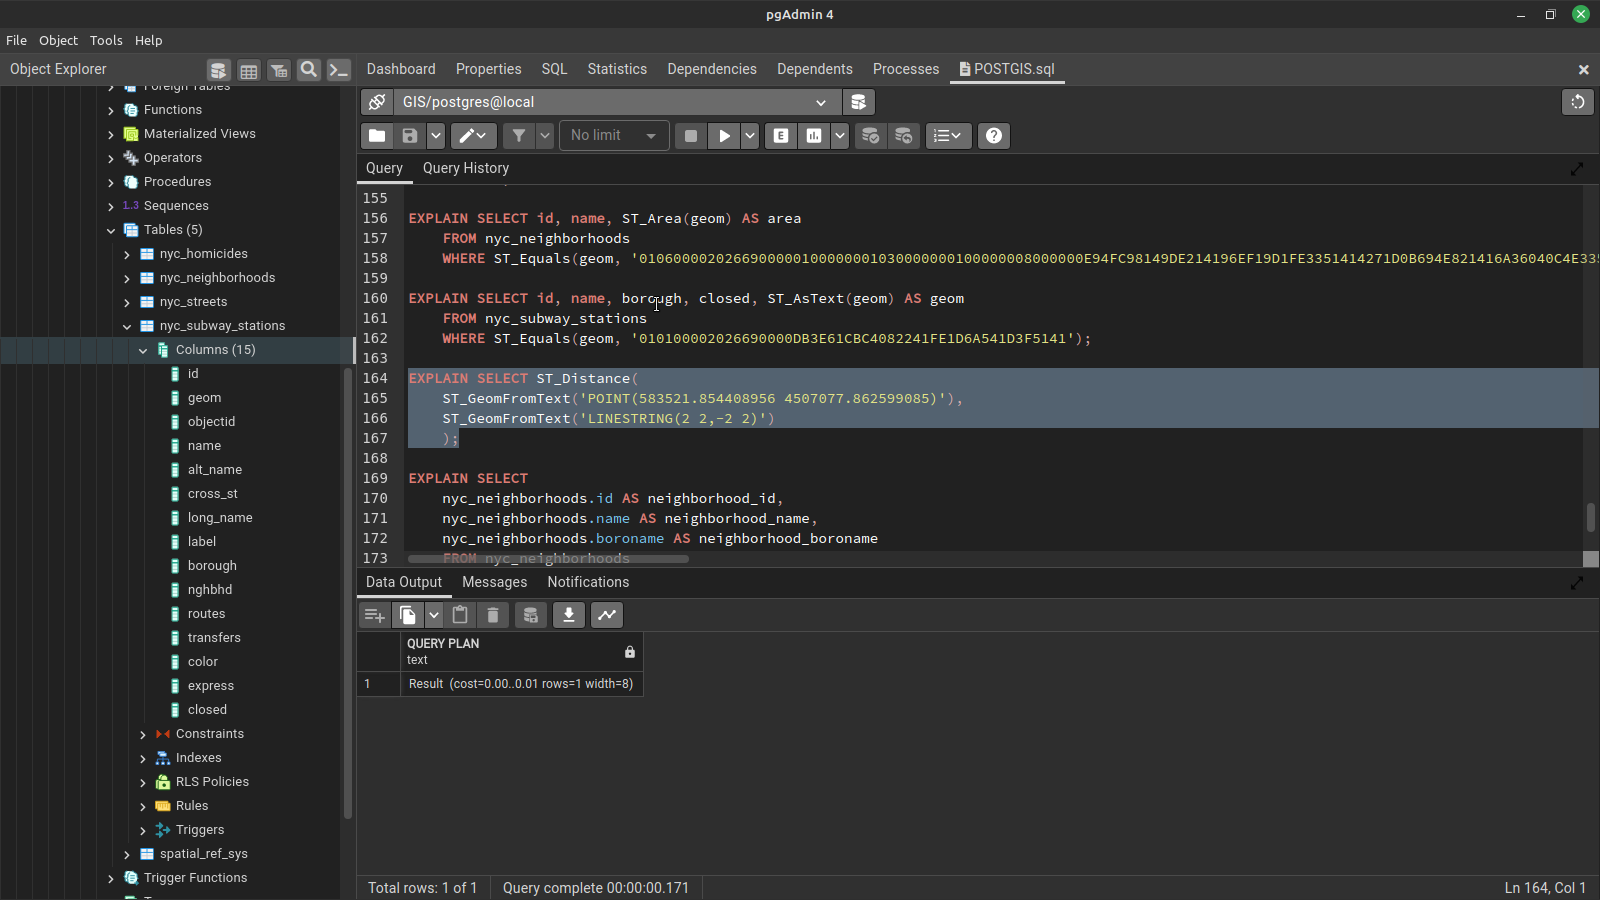 pgAdmin 4
File Object Tools Help
Object Explorer
Dashboard Properties SQL Statistics Dependencies Dependents Processes POSTGIS.sql
Foreign Tables
Functions
Materialized Views
Operators
Procedures
1..3 Sequences
Tables (5)
nyc_homicides
nyc_neighborhoods
nyc_streets
nyc_subway_stations
Columns (15)
id
geom
objectid
name
alt_name
cross_st
long_name
label
borough
nghbhd
routes
transfers
color
express
closed
Constraints
Indexes
RLS Policies
Rules
Triggers
spatial_ref_sys
Trigger Functions
GIS/postgres@local
No limit
E
Query Query History
155
156 EXPLAIN SELECT id, name, ST_Area(geom) AS area
157 FROM nyc_neighborhoods
158 WHERE ST_Equals(geom, '0106000020266900000100000001030000000100000008000000E94FC98149DE214196EF19D1FE3351414271D0B694E821416A36040C4E335
159
160 EXPLAIN SELECT id, name, borough, closed, ST_AsText(geom) AS geom
161 FROM nyc_subway_stations
162 WHERE ST_Equals(geom, '010100002026690000DB3E61CBC4082241FE1D6A541D3F5141');
163
164 EXPLAIN SELECT ST_Distance(
165 ST_GeomFromText('POINT(583521.854408956 4507077.862599085)'),
166 ST_GeomFromText('LINESTRING(2 2,-2 2)')
167 );
168
169 EXPLAIN SELECT
170 nyc_neighborhoods.id AS neighborhood_id,
171 nyc_neighborhoods.name AS neighborhood_name,
172 nyc_neighborhoods.boroname AS neighborhood_boroname
173 FROM nyc_neighborhoods
Data Output Messages Notifications
QUERY PLAN
text
1 Result (cost=0.00..0.01 rows=1 width=8)
Total rows: 1 of 1 Query complete 00:00:00.171 Ln 164, Col 1